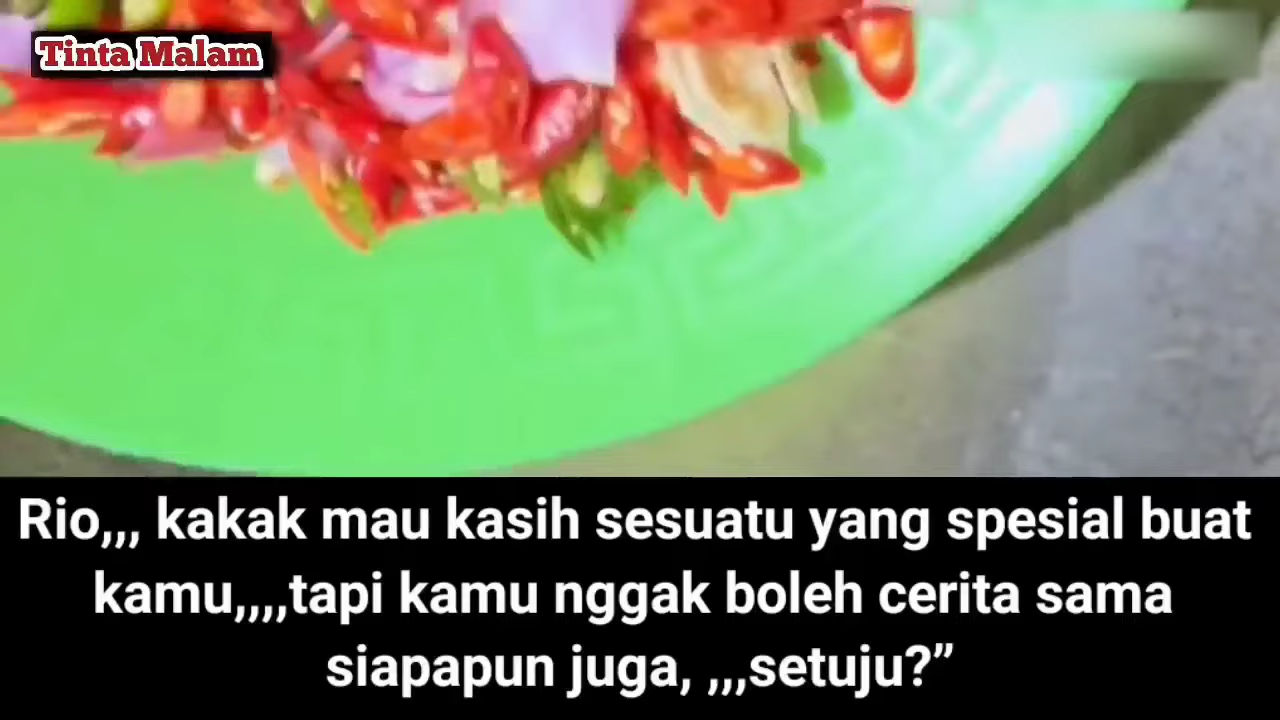 Tinta Malam
Rio,,, kakak mau kasih sesuatu yang spesial buat
kamu,,,,tapi kamu nggak boleh cerita sama
siapapun juga, ,,,setuju?”